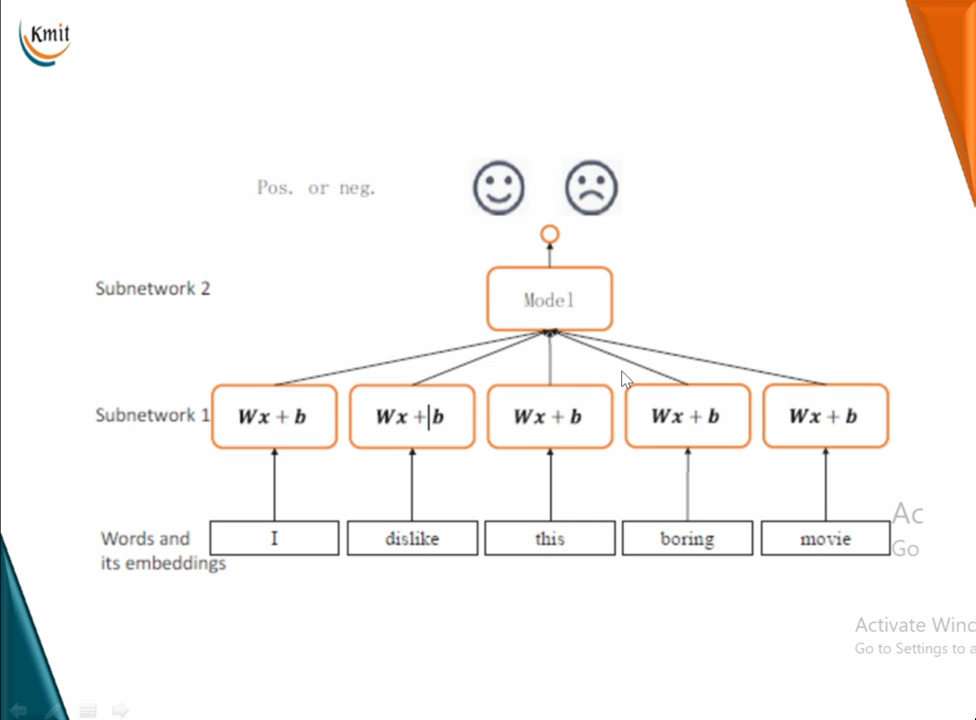 Kmit
Pos. or neg.
Subnetwork 2
Model
Subnetwork 1
Wx + b
Wx + b
Wx + b
Wx + b
Wx + b
Words and
its embeddings
I
dislike
this
boring
movie
Ac
Go
Activate Winc
Go to Settings to a